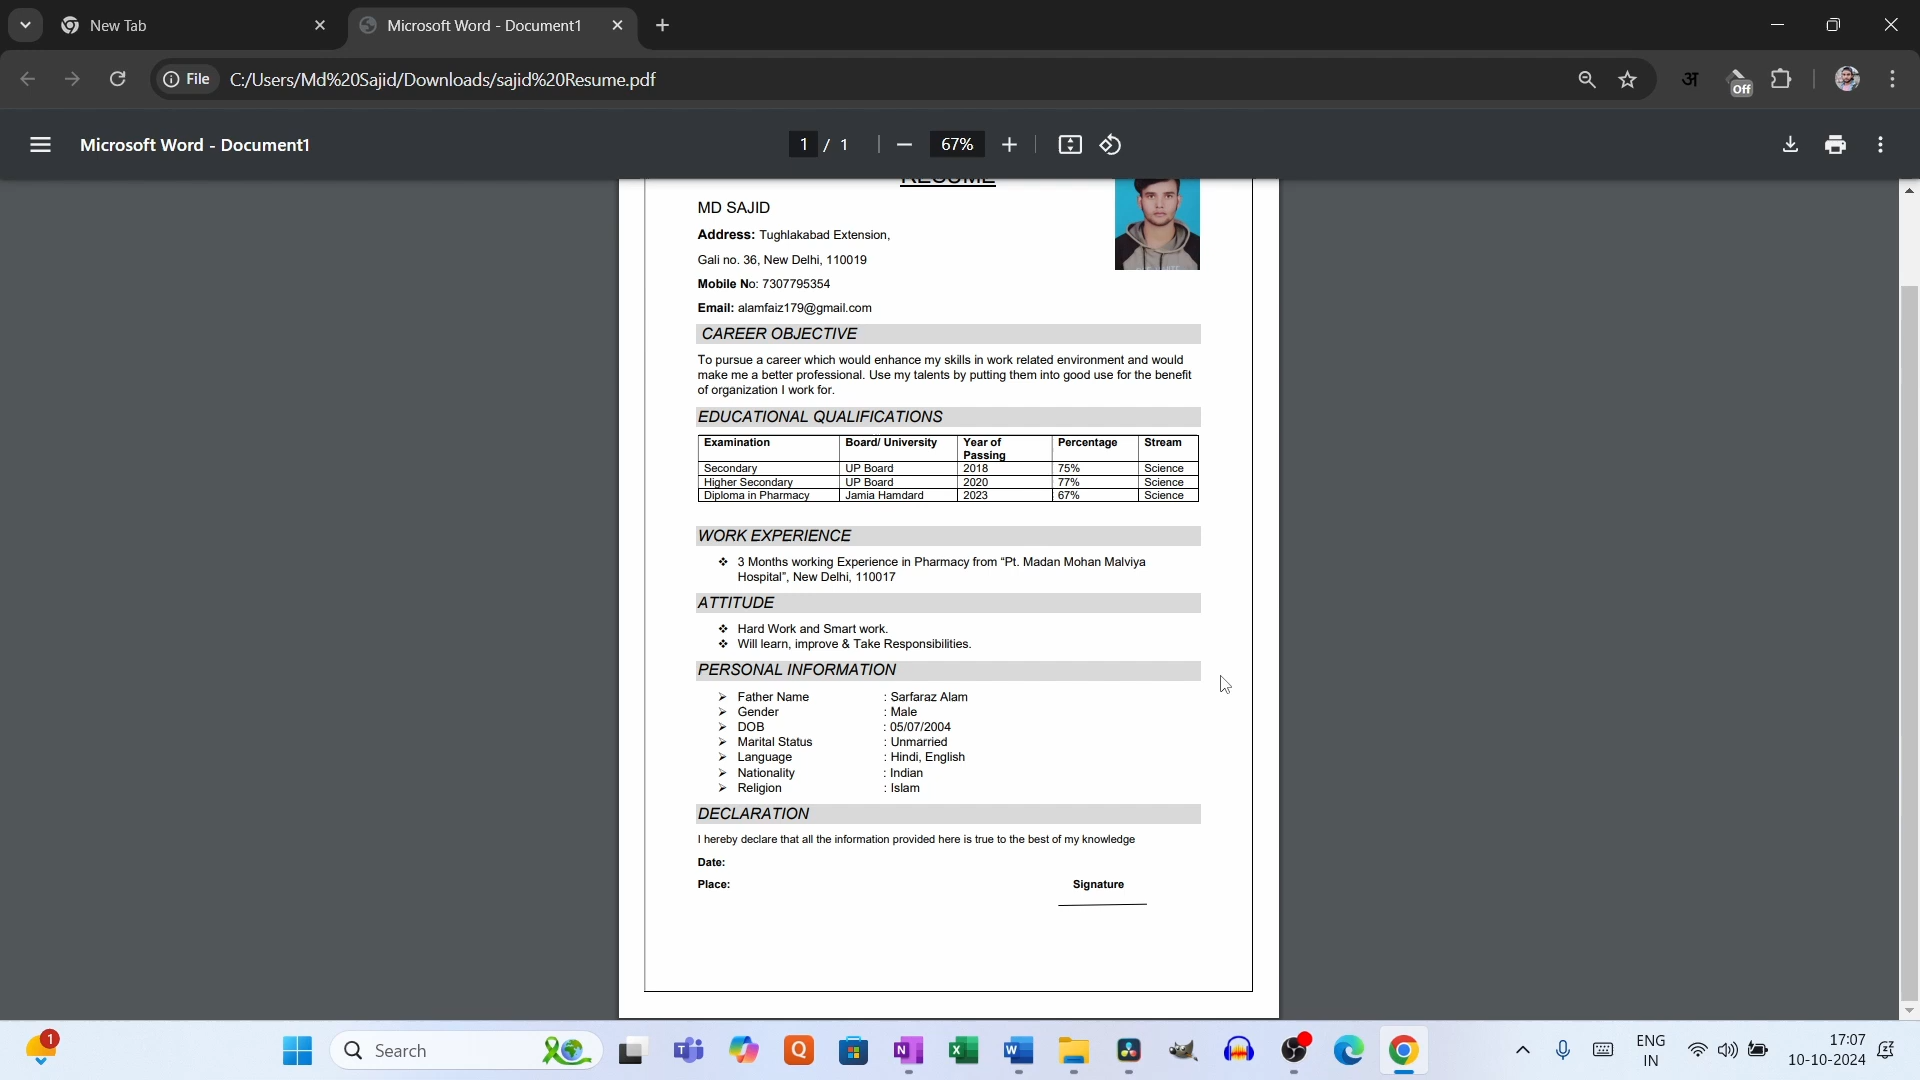 New Tab
Microsoft Word - Document1
File
C:/Users/Md%20Sajid/Downloads/sajid%20Resume.pdf
अ
Off
Microsoft Word - Document1
1 / 1
67%
RESUME
MD SAJID
Address: Tughlakabad Extension,
Gali no. 36, New Delhi, 110019
Mobile No: 7307795354
Email: alamfaiz179@gmail.com
CAREER OBJECTIVE
To pursue a career which would enhance my skills in work related environment and would
make me a better professional. Use my talents by putting them into good use for the benefit
of organization I work for.
EDUCATIONAL QUALIFICATIONS
Examination Board/ University Year of Passing Percentage Stream
Secondary UP Board 2018 75% Science
Higher Secondary UP Board 2020 77% Science
Diploma in Pharmacy Jamia Hamdard 2023 67% Science
WORK EXPERIENCE
❖ 3 Months working Experience in Pharmacy from “Pt. Madan Mohan Malviya
Hospital”, New Delhi, 110017
ATTITUDE
❖ Hard Work and Smart work.
❖ Will learn, improve & Take Responsibilities.
PERSONAL INFORMATION
➢ Father Name : Sarfaraz Alam
➢ Gender : Male
➢ DOB : 05/07/2004
➢ Marital Status : Unmarried
➢ Language : Hindi, English
➢ Nationality : Indian
➢ Religion : Islam
DECLARATION
I hereby declare that all the information provided here is true to the best of my knowledge
Date:
Place:
Signature
1
Search
ENG
IN
17:07
10-10-2024